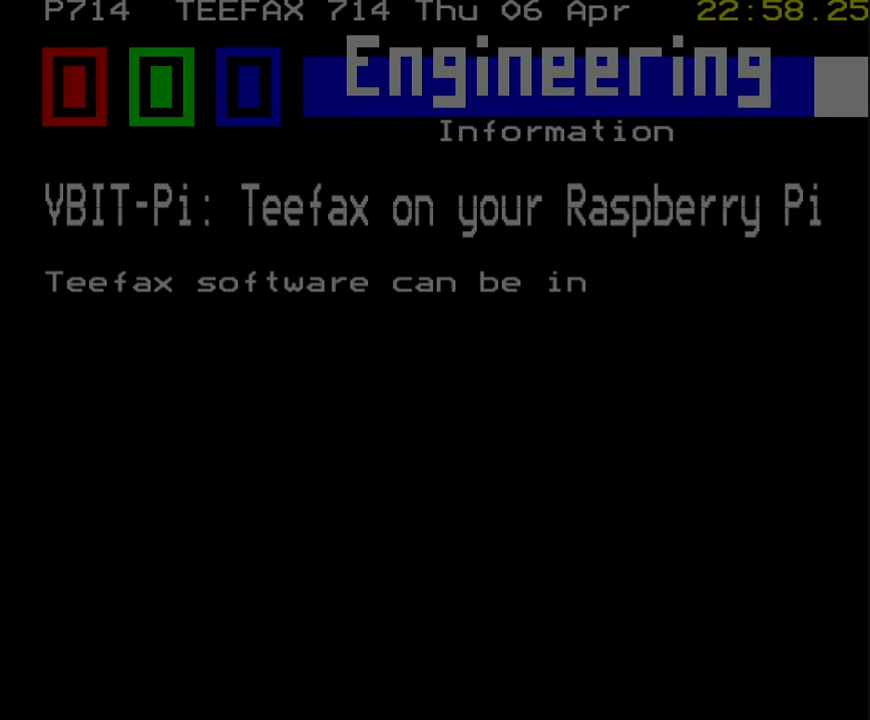 P714 TEEFAX 714 Thu 06 Apr 22:58.25
Engineering
Information
VBIT-Pi: Teefax on your Raspberry Pi
Teefax software can be in